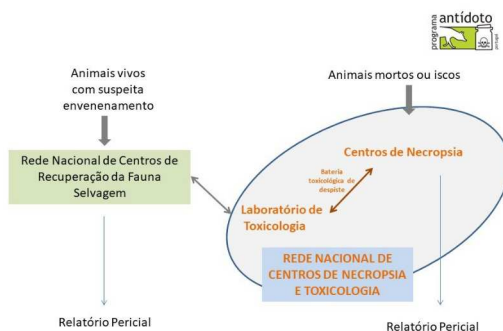 programa
antídoto
portugal
Animais vivos
com suspeita
envenenamento
Animais mortos ou iscos
Rede Nacional de Centros de
Recuperação da Fauna
Selvagem
Centros de Necropsia
Bateria
toxicológica de
despiste
Laboratório de
Toxicologia
REDE NACIONAL DE
CENTROS DE NECROPSIA
E TOXICOLOGIA
Relatório Pericial
Relatório Pericial